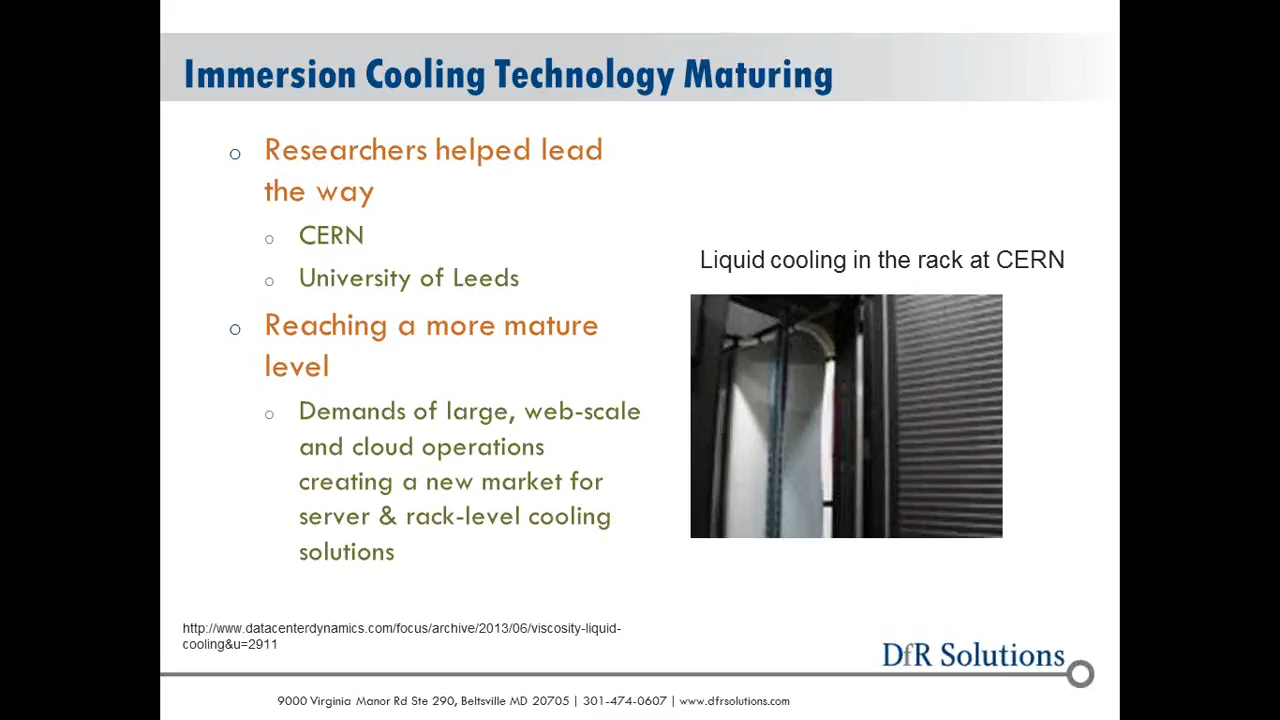 Immersion Cooling Technology Maturing
Researchers helped lead
the way
CERN
University of Leeds
Reaching a more mature
level
Demands of large, web-scale
and cloud operations
creating a new market for
server & rack-level cooling
solutions
Liquid cooling in the rack at CERN
http://www.datacenterdynamics.com/focus/archive/2013/06/viscosity-liquid-
cooling&u=2911
DfR Solutions
9000 Virginia Manor Rd Ste 290, Beltsville MD 20705 | 301-474-0607 | www.dfrsolutions.com